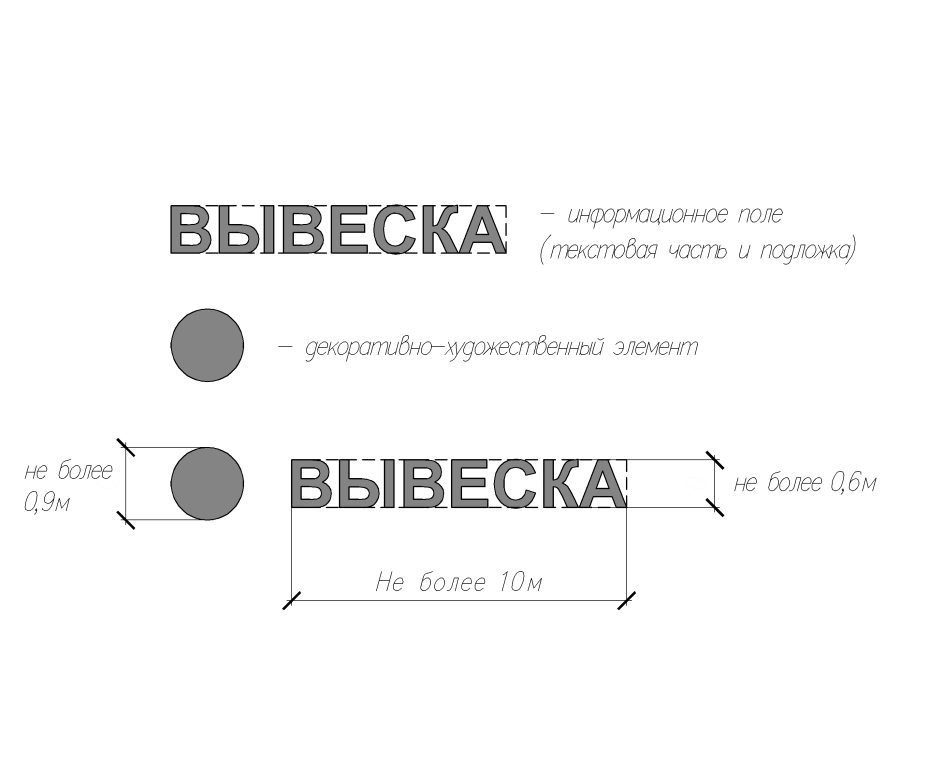 ВЫВЕСКА
– информационное поле
(текстовая часть и подложка)
– декоративно-художественный элемент
не более
0,9м
ВЫВЕСКА
не более 0,6м
Не более 10м